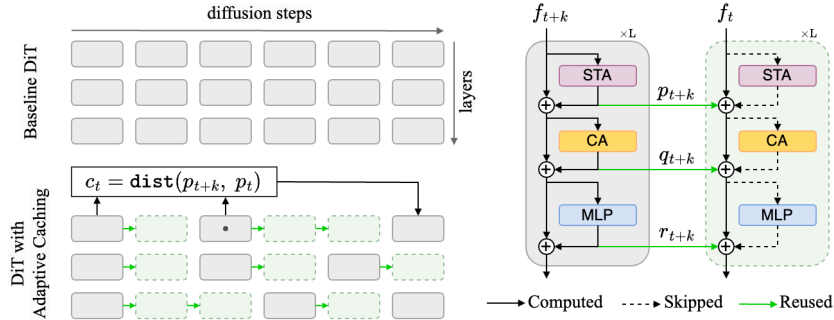 diffusion steps
Baseline DiT
layers
c_t = dist(p_{t+k}, p_t)
DiT with
Adaptive Caching
f_{t+k}
×L
STA
p_{t+k}
CA
q_{t+k}
MLP
r_{t+k}
f_t
×L
STA
CA
MLP
Computed
Skipped
Reused